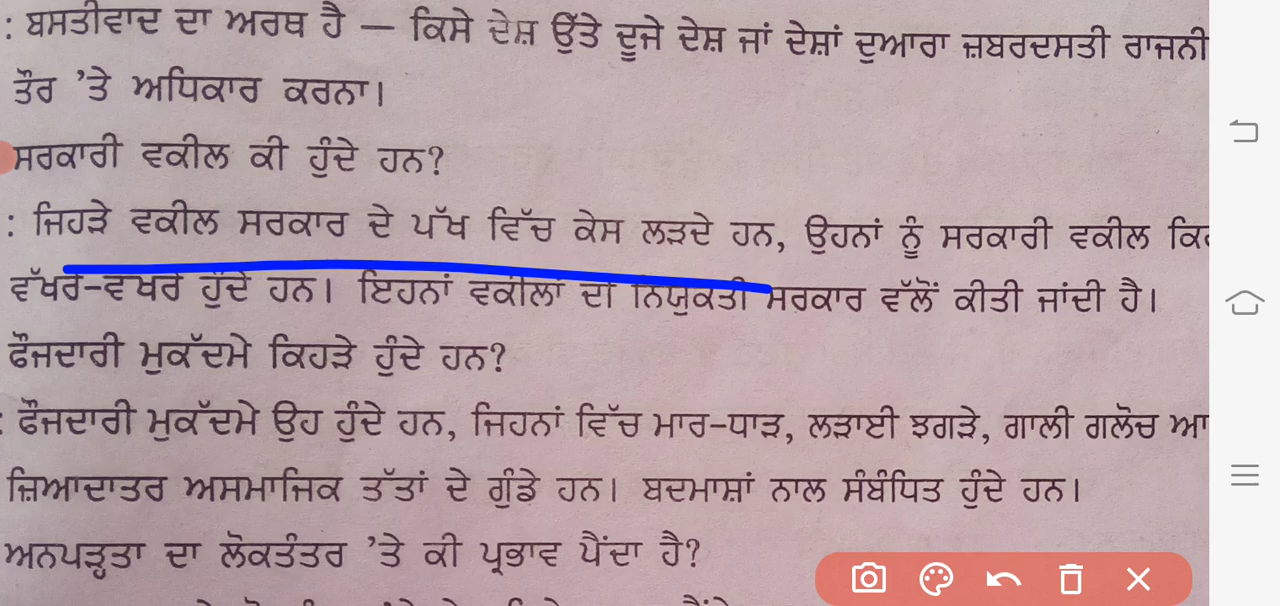 : ਬਸਤੀਵਾਦ ਦਾ ਅਰਥ ਹੈ — ਕਿਸੇ ਦੇਸ਼ ਉੱਤੇ ਦੂਜੇ ਦੇਸ਼ ਜਾਂ ਦੇਸ਼ਾਂ ਦੁਆਰਾ ਜ਼ਬਰਦਸਤੀ ਰਾਜਨੀ
ਤੌਰ 'ਤੇ ਅਧਿਕਾਰ ਕਰਨਾ।
ਸਰਕਾਰੀ ਵਕੀਲ ਕੀ ਹੁੰਦੇ ਹਨ?
: ਜਿਹੜੇ ਵਕੀਲ ਸਰਕਾਰ ਦੇ ਪੱਖ ਵਿੱਚ ਕੇਸ ਲੜਦੇ ਹਨ, ਉਹਨਾਂ ਨੂੰ ਸਰਕਾਰੀ ਵਕੀਲ ਕਿ
ਵੱਖਰੇ-ਵਖਰੇ ਹੁੰਦੇ ਹਨ। ਇਹਨਾਂ ਵਕੀਲਾਂ ਦੀ ਨਿਯੁਕਤੀ ਸਰਕਾਰ ਵੱਲੋਂ ਕੀਤੀ ਜਾਂਦੀ ਹੈ।
ਫੌਜਦਾਰੀ ਮੁਕੱਦਮੇ ਕਿਹੜੇ ਹੁੰਦੇ ਹਨ?
: ਫੌਜਦਾਰੀ ਮੁਕੱਦਮੇ ਉਹ ਹੁੰਦੇ ਹਨ, ਜਿਹਨਾਂ ਵਿੱਚ ਮਾਰ-ਧਾੜ, ਲੜਾਈ ਝਗੜੇ, ਗਾਲੀ ਗਲੋਚ ਆ
ਜ਼ਿਆਦਾਤਰ ਅਸਮਾਜਿਕ ਤੱਤਾਂ ਦੇ ਗੁੰਡੇ ਹਨ। ਬਦਮਾਸ਼ਾਂ ਨਾਲ ਸੰਬੰਧਿਤ ਹੁੰਦੇ ਹਨ।
ਅਨਪੜ੍ਹਤਾ ਦਾ ਲੋਕਤੰਤਰ 'ਤੇ ਕੀ ਪ੍ਰਭਾਵ ਪੈਂਦਾ ਹੈ?